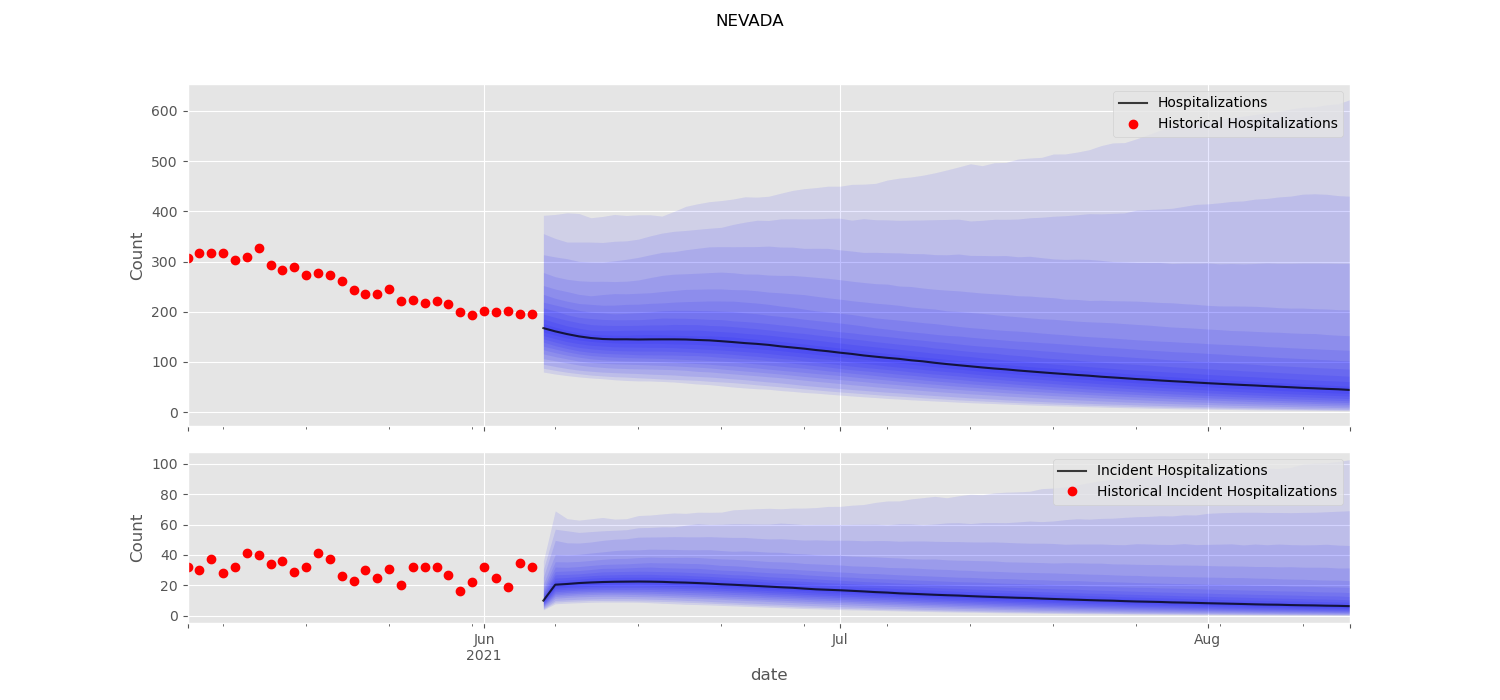 NEVADA
Hospitalizations
Historical Hospitalizations
600
500
400
300
200
100
0
Count
Incident Hospitalizations
Historical Incident Hospitalizations
100
80
60
40
20
0
Count
Jun
2021
Jul
Aug
date